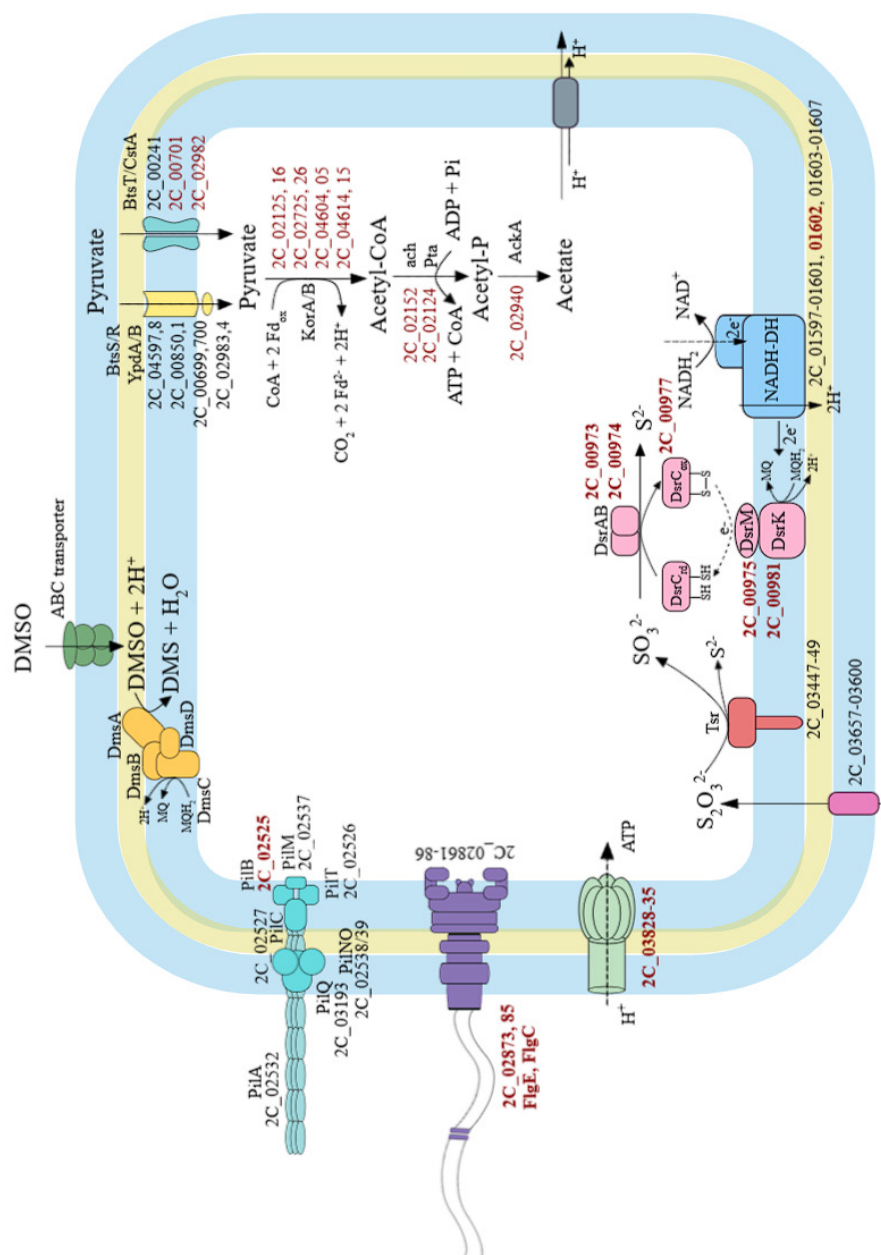 DMSO
ABC transporter
DMSO + 2H⁺
DMS + H₂O
DmsA
DmsB
DmsD
DmsC
2H⁺
MQ
MQH₂
Pyruvate
BtsS/R
YpdA/B
2C_04597,8
2C_00850,1
2C_00699,700
2C_02983,4
BtsT/CstA
2C_00241
2C_00701
2C_02982
Pyruvate
CoA + 2 Fdox
KorA/B
CO₂ + 2 Fd²⁻ + 2H⁺
2C_02125, 16
2C_02725, 26
2C_04604, 05
2C_04614, 15
Acetyl-CoA
2C_02152
2C_02124
ach
Pta
ADP + Pi
ATP + CoA
Acetyl-P
2C_02940
AckA
Acetate
H⁺
H⁺
H⁺
PilA
2C_02532
PilQ
2C_03193
PilNO
2C_02538/39
2C_02527
PilC
PilB
2C_02525
PilM
2C_02537
PilT
2C_02526
2C_02861-86
2C_02873, 85
FlgE, FlgC
H⁺
ATP
2C_03828-35
S₂O₃²⁻
SO₃²⁻
S²⁻
Tsr
2C_03447-49
2C_03657-03600
DsrAB
2C_00973
2C_00974
S²⁻
DsrCrd
SH SH
DsrCox
S—S
2C_00977
e-
2C_00975
2C_00981
DsrM
DsrK
MQ
MQH₂
2H⁺
2e⁻
NADH₂
NAD⁺
2e⁻
NADH-DH
2H⁺
2C_01597-01601, 01602, 01603-01607